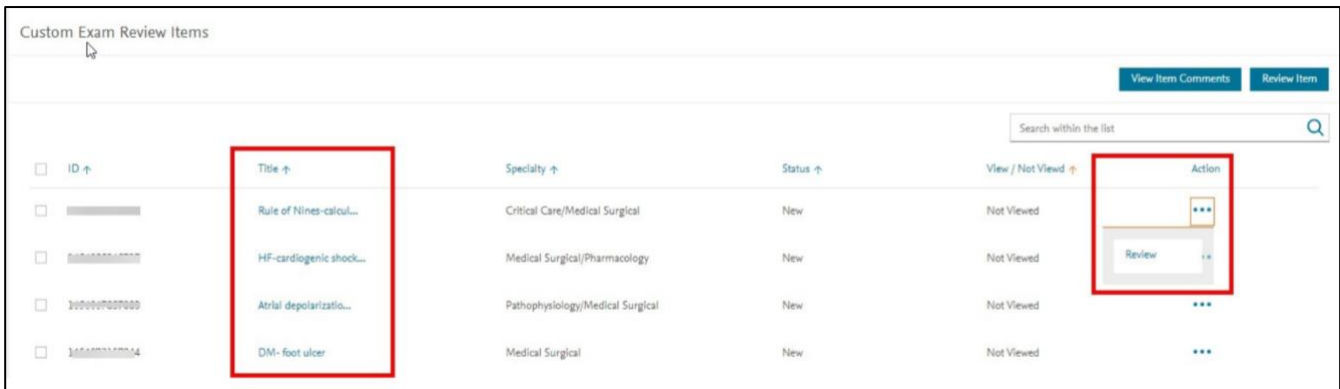 Custom Exam Review Items
View Item Comments Review Item
Search within the list
ID ↑ Title ↑ Specialty ↑ Status ↑ View / Not Viewd ↑ Action
Rule of Nines-calcul... Critical Care/Medical Surgical New Not Viewed •••
HF-cardiogenic shock... Medical Surgical/Pharmacology New Not Viewed Review
Atrial depolarizatio... Pathophysiology/Medical Surgical New Not Viewed •••
DM- foot ulcer Medical Surgical New Not Viewed •••